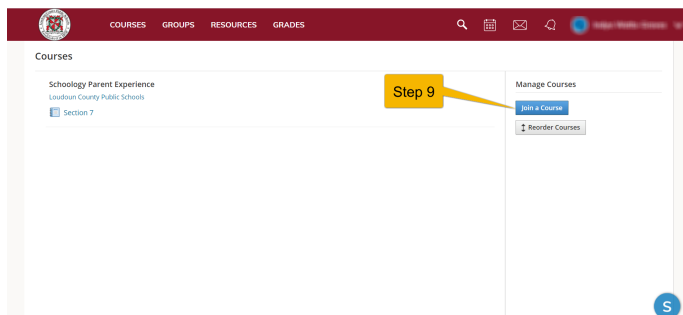 COURSES GROUPS RESOURCES GRADES
Courses
Schoology Parent Experience
Loudoun County Public Schools
Section 7
Step 9
Manage Courses
Join a Course
Reorder Courses
S